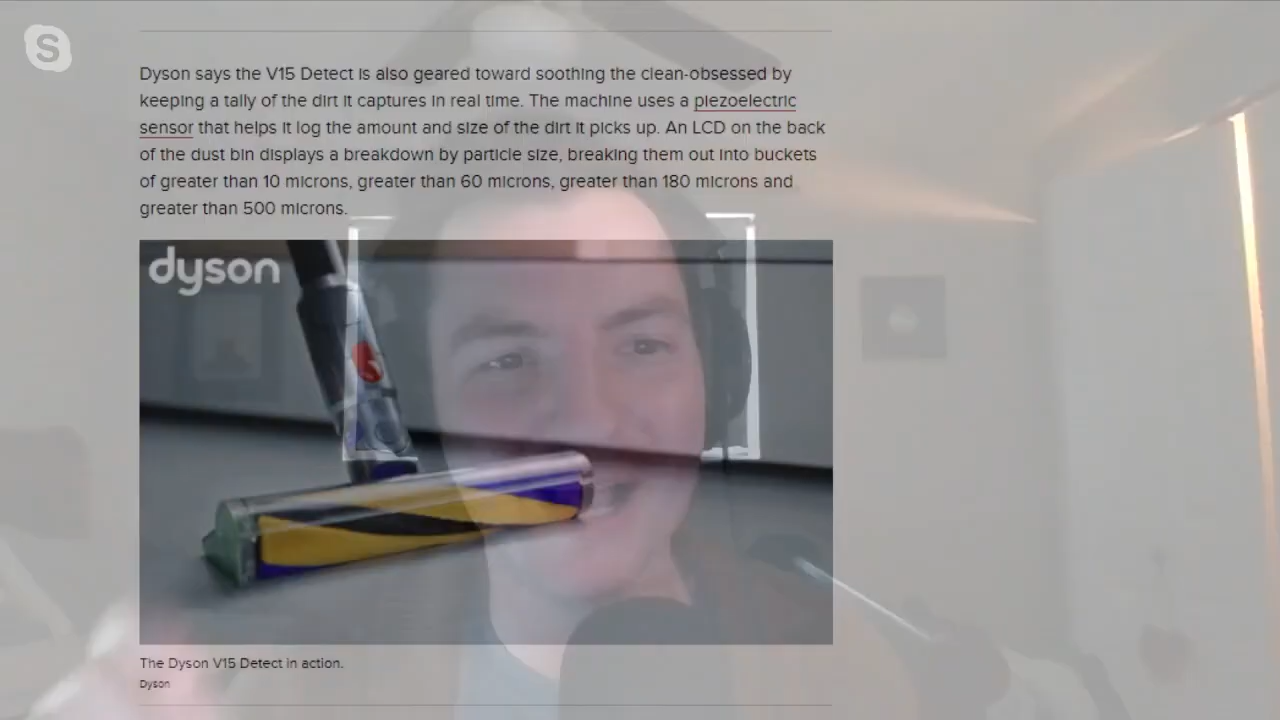 S
Dyson says the V15 Detect is also geared toward soothing the clean-obsessed by
keeping a tally of the dirt it captures in real time. The machine uses a piezoelectric
sensor that helps it log the amount and size of the dirt it picks up. An LCD on the back
of the dust bin displays a breakdown by particle size, breaking them out into buckets
of greater than 10 microns, greater than 60 microns, greater than 180 microns and
greater than 500 microns.
dyson
The Dyson V15 Detect in action.
Dyson